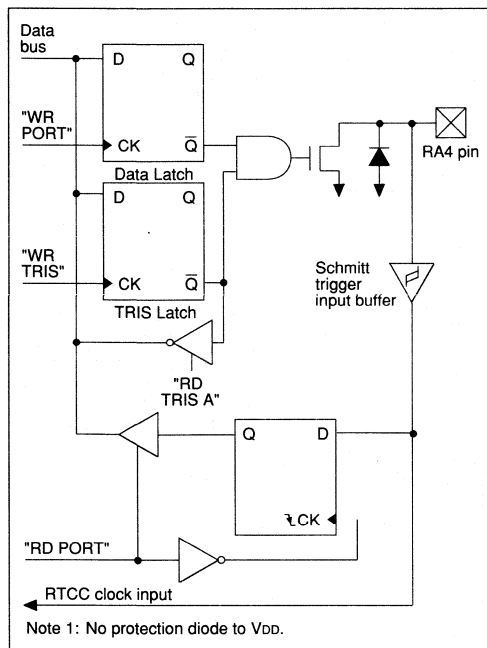 Data
bus
D Q
"WR
PORT"
CK Q
Data Latch
RA4 pin
D Q
"WR
TRIS"
CK Q
TRIS Latch
Schmitt
trigger
input buffer
"RD
TRIS A"
Q D
CK
"RD PORT"
RTCC clock input
Note 1: No protection diode to VDD.